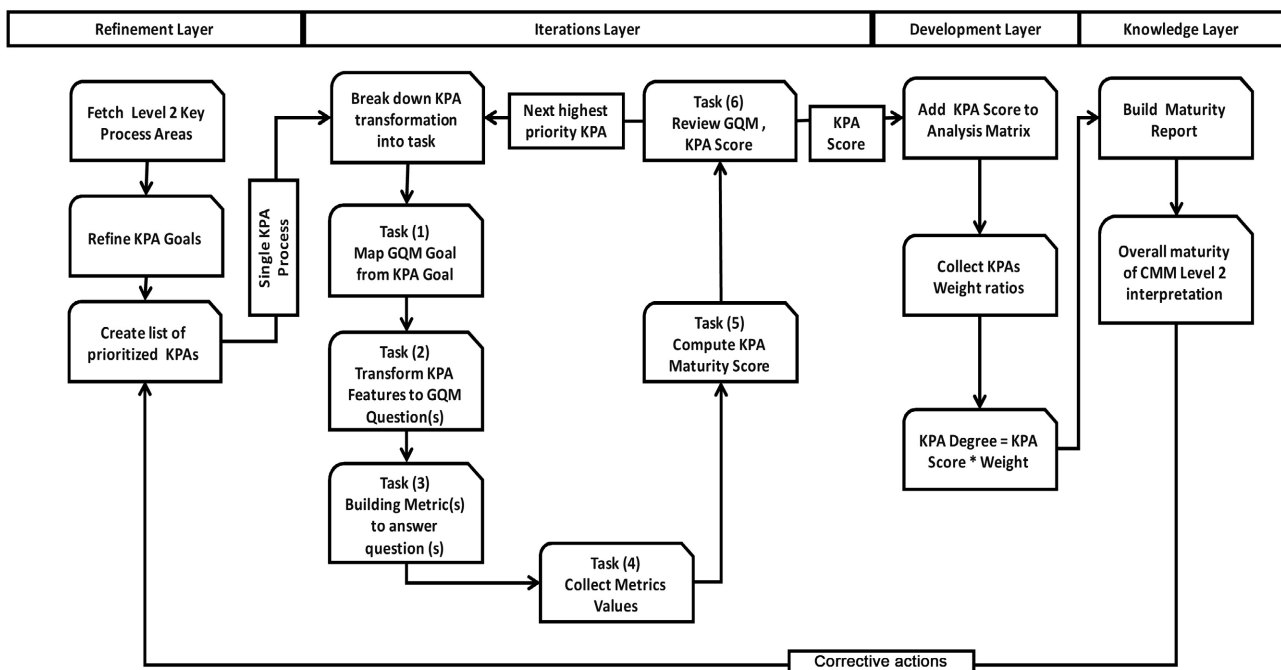 Refinement Layer
Iterations Layer
Development Layer
Knowledge Layer
Fetch Level 2 Key
Process Areas
Refine KPA Goals
Create list of
prioritized KPAs
Single KPA
Process
Break down KPA
transformation
into task
Task (1)
Map GQM Goal
from KPA Goal
Task (2)
Transform KPA
Features to GQM
Question(s)
Task (3)
Building Metric(s)
to answer
question (s)
Task (4)
Collect Metrics
Values
Task (5)
Compute KPA
Maturity Score
Task (6)
Review GQM ,
KPA Score
Next highest
priority KPA
KPA
Score
Add KPA Score to
Analysis Matrix
Collect KPAs
Weight ratios
KPA Degree = KPA
Score * Weight
Build Maturity
Report
Overall maturity
of CMM Level 2
interpretation
Corrective actions